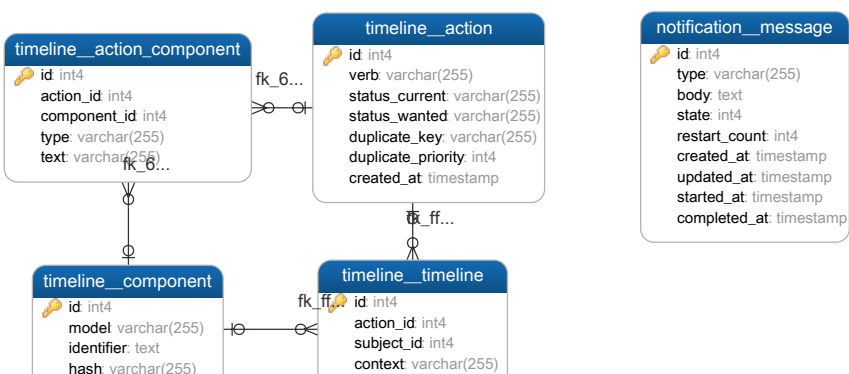 timeline__action_component
id: int4
action_id: int4
component_id: int4
type: varchar(255)
text: varchar(255)
fk_6...
fk_6...
timeline__action
id: int4
verb: varchar(255)
status_current: varchar(255)
status_wanted: varchar(255)
duplicate_key: varchar(255)
duplicate_priority: int4
created_at: timestamp
fk_ff...
notification__message
id: int4
type: varchar(255)
body: text
state: int4
restart_count: int4
created_at: timestamp
updated_at: timestamp
started_at: timestamp
completed_at: timestamp
timeline__component
id: int4
model: varchar(255)
identifier: text
hash: varchar(255)
fk_ff...
timeline__timeline
id: int4
action_id: int4
subject_id: int4
context: varchar(255)